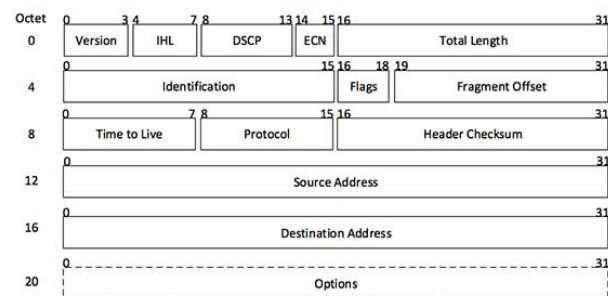 Octet 0 3 4 7 8 13 14 15 16 31
0 Version IHL DSCP ECN Total Length
0 15 16 18 19 31
4 Identification Flags Fragment Offset
0 7 8 15 16 31
8 Time to Live Protocol Header Checksum
0 31
12 Source Address
0 31
16 Destination Address
0 31
20 Options